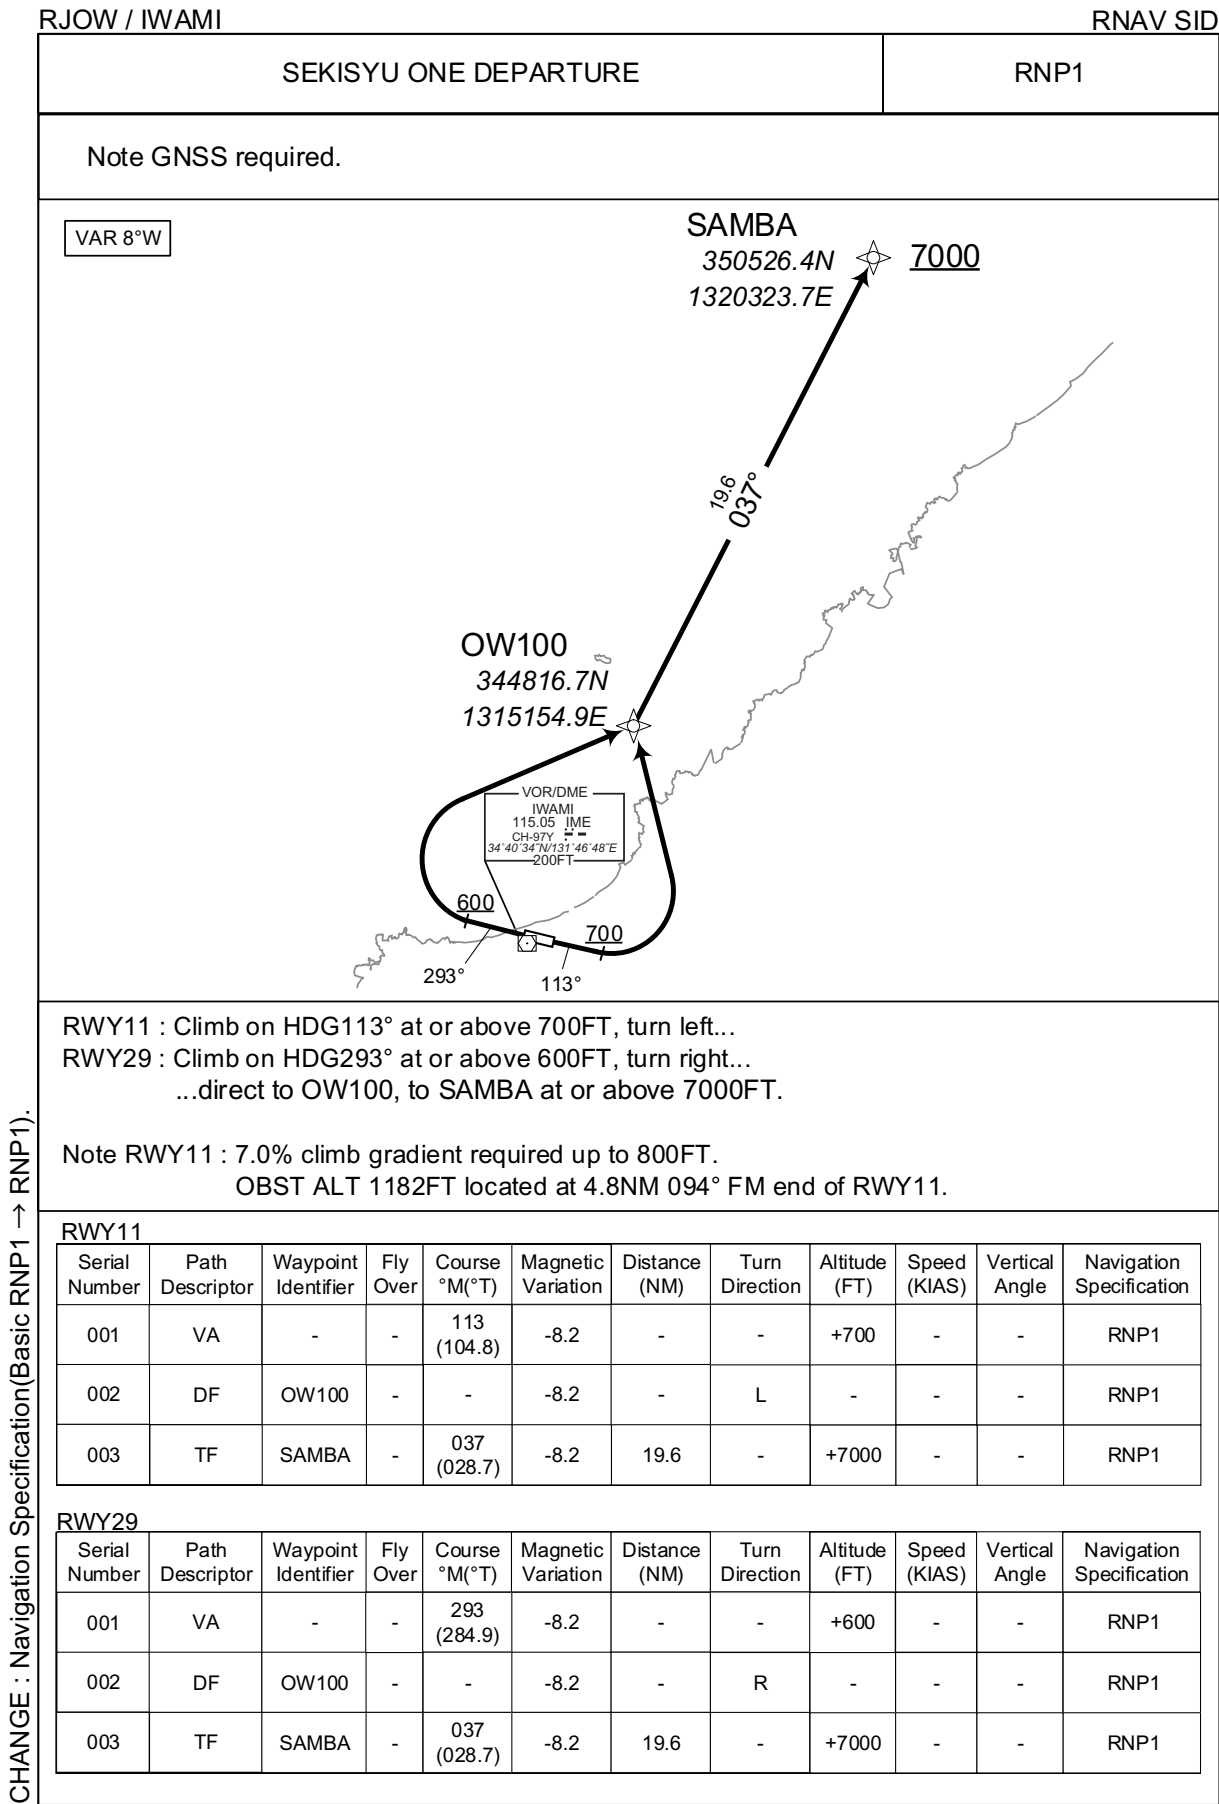 RJOW / IWAMI
RNAV SID
SEKISYU ONE DEPARTURE
RNP1
Note GNSS required.
VAR 8°W
SAMBA
350526.4N
1320323.7E
7000
19.6
037°
OW100
344816.7N
1315154.9E
VOR/DME
IWAMI
115.05 IME
CH-97Y
34°40′34″N/131°46′48″E
200FT
600
700
293°
113°
RWY11 : Climb on HDG113° at or above 700FT, turn left...
RWY29 : Climb on HDG293° at or above 600FT, turn right...
...direct to OW100, to SAMBA at or above 7000FT.
Note RWY11 : 7.0% climb gradient required up to 800FT.
OBST ALT 1182FT located at 4.8NM 094° FM end of RWY11.
RWY11
Serial Number Path Descriptor Waypoint Identifier Fly Over Course °M(°T) Magnetic Variation Distance (NM) Turn Direction Altitude (FT) Speed (KIAS) Vertical Angle Navigation Specification
001 VA - - 113 (104.8) -8.2 - - +700 - - RNP1
002 DF OW100 - - -8.2 - L - - - RNP1
003 TF SAMBA - 037 (028.7) -8.2 19.6 - +7000 - - RNP1
RWY29
Serial Number Path Descriptor Waypoint Identifier Fly Over Course °M(°T) Magnetic Variation Distance (NM) Turn Direction Altitude (FT) Speed (KIAS) Vertical Angle Navigation Specification
001 VA - - 293 (284.9) -8.2 - - +600 - - RNP1
002 DF OW100 - - -8.2 - R - - - RNP1
003 TF SAMBA - 037 (028.7) -8.2 19.6 - +7000 - - RNP1
CHANGE : Navigation Specification(Basic RNP1 → RNP1).